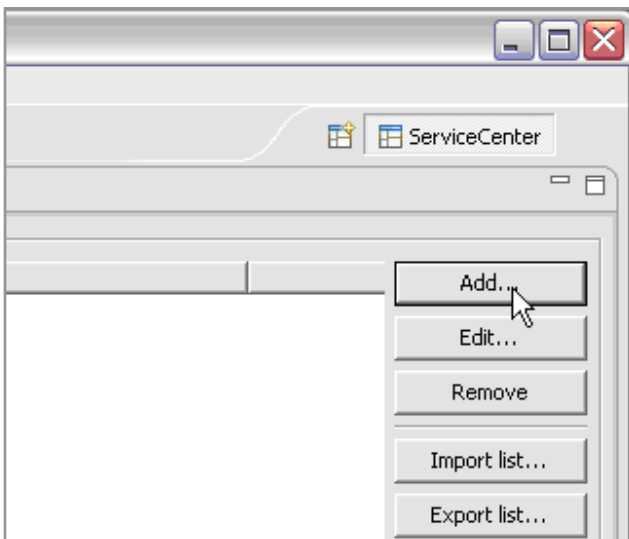 ServiceCenter
Add...
Edit...
Remove
Import list...
Export list...